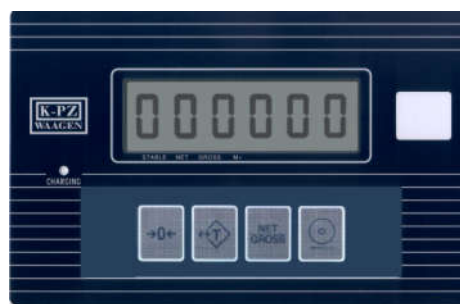 K-PZ
WAAGEN
000000
STABLE NET GROSS M+
CHARGING
→0←
T
NET
GROSS